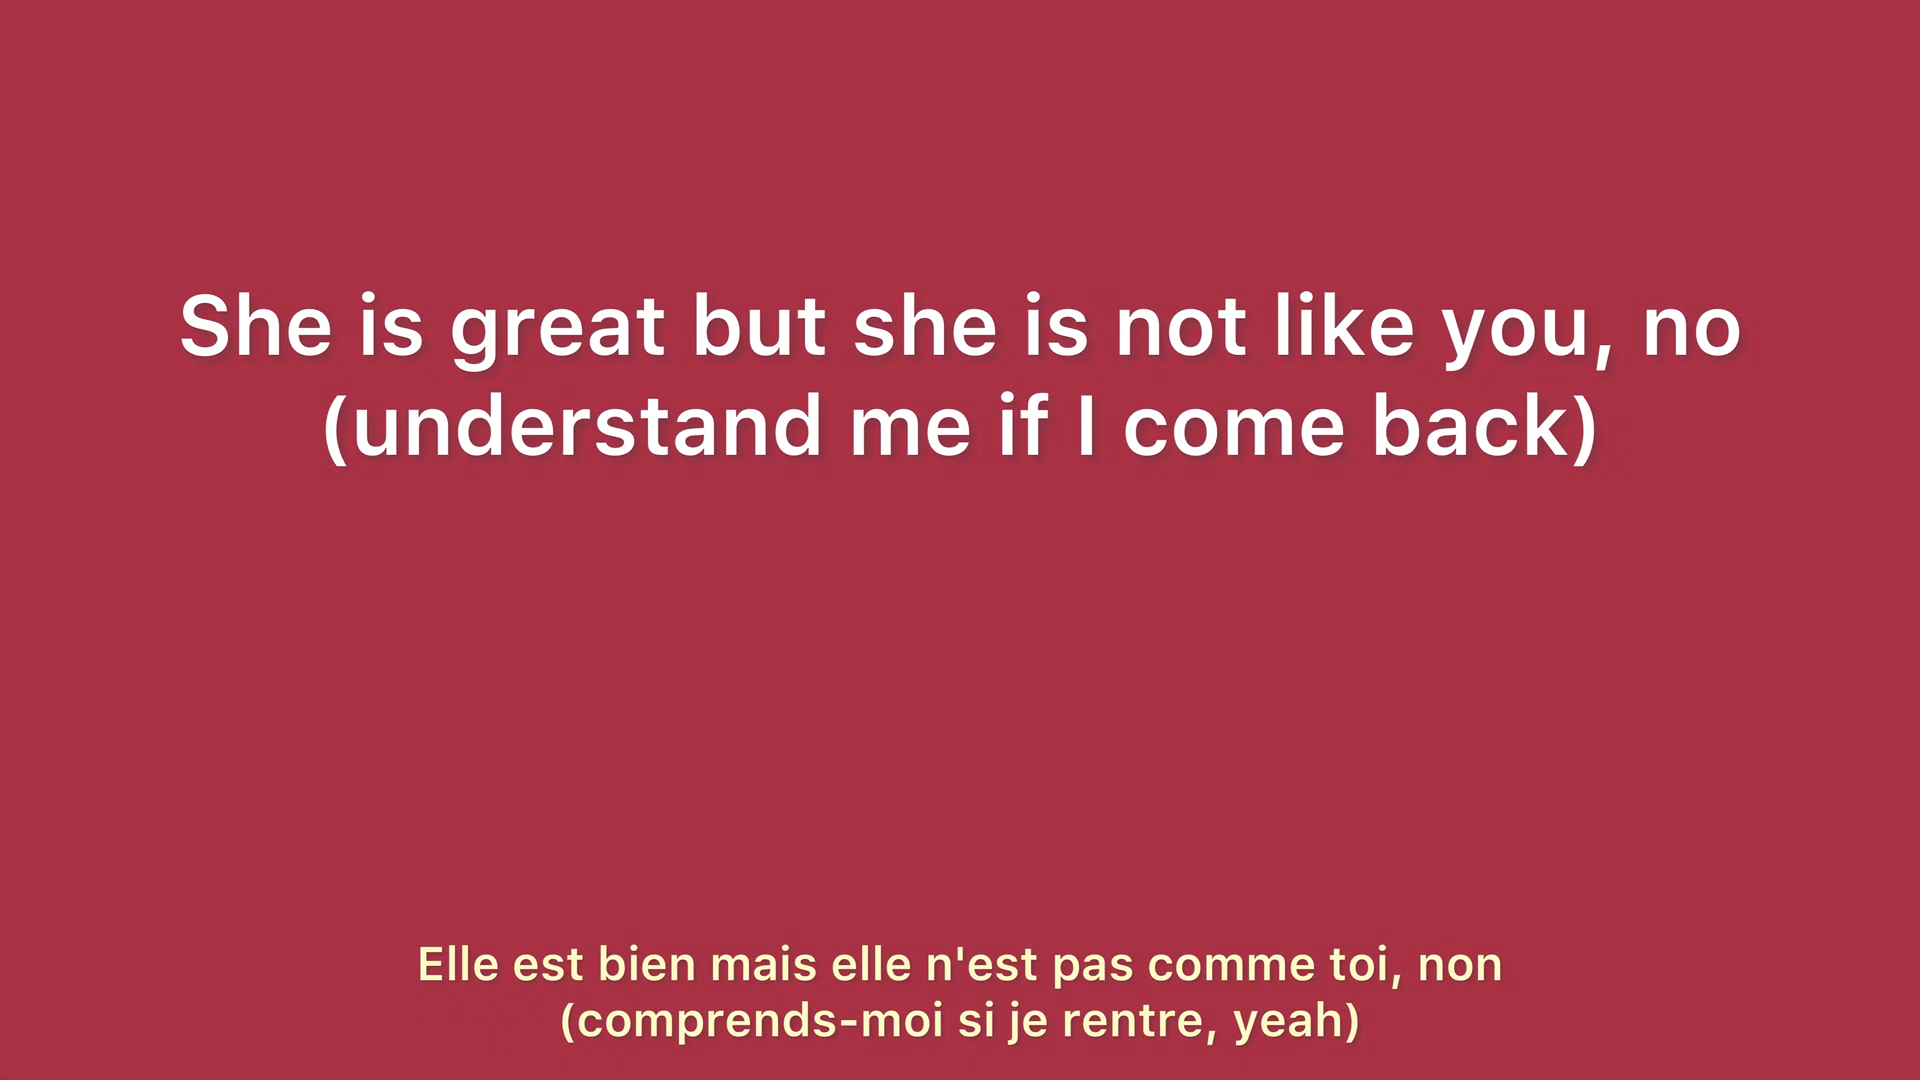 She is great but she is not like you, no
(understand me if I come back)
Elle est bien mais elle n'est pas comme toi, non
(comprends-moi si je rentre, yeah)